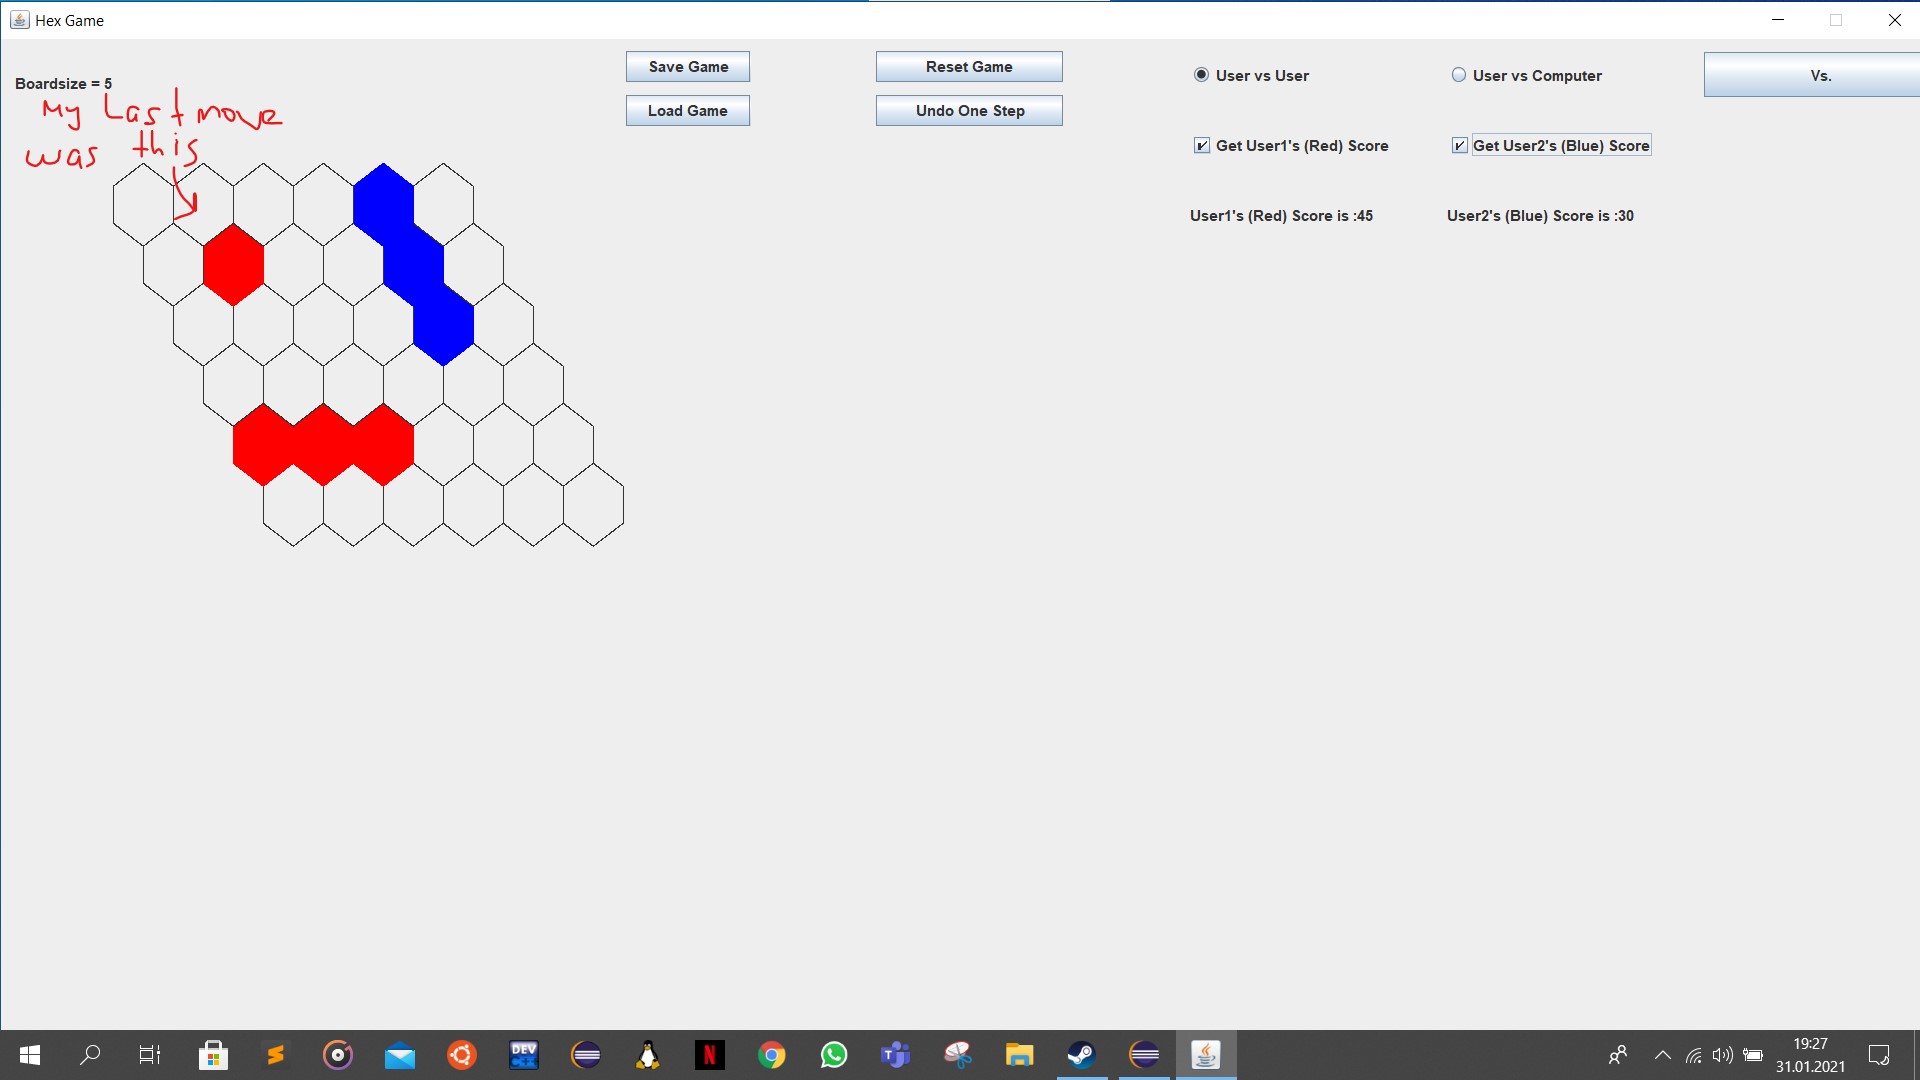 Hex Game
Boardsize = 5
My Last move
was this
Save Game
Load Game
Reset Game
Undo One Step
User vs User
User vs Computer
Vs.
Get User1's (Red) Score
Get User2's (Blue) Score
User1's (Red) Score is :45
User2's (Blue) Score is :30
DEV
C++
N
T
19:27
31.01.2021